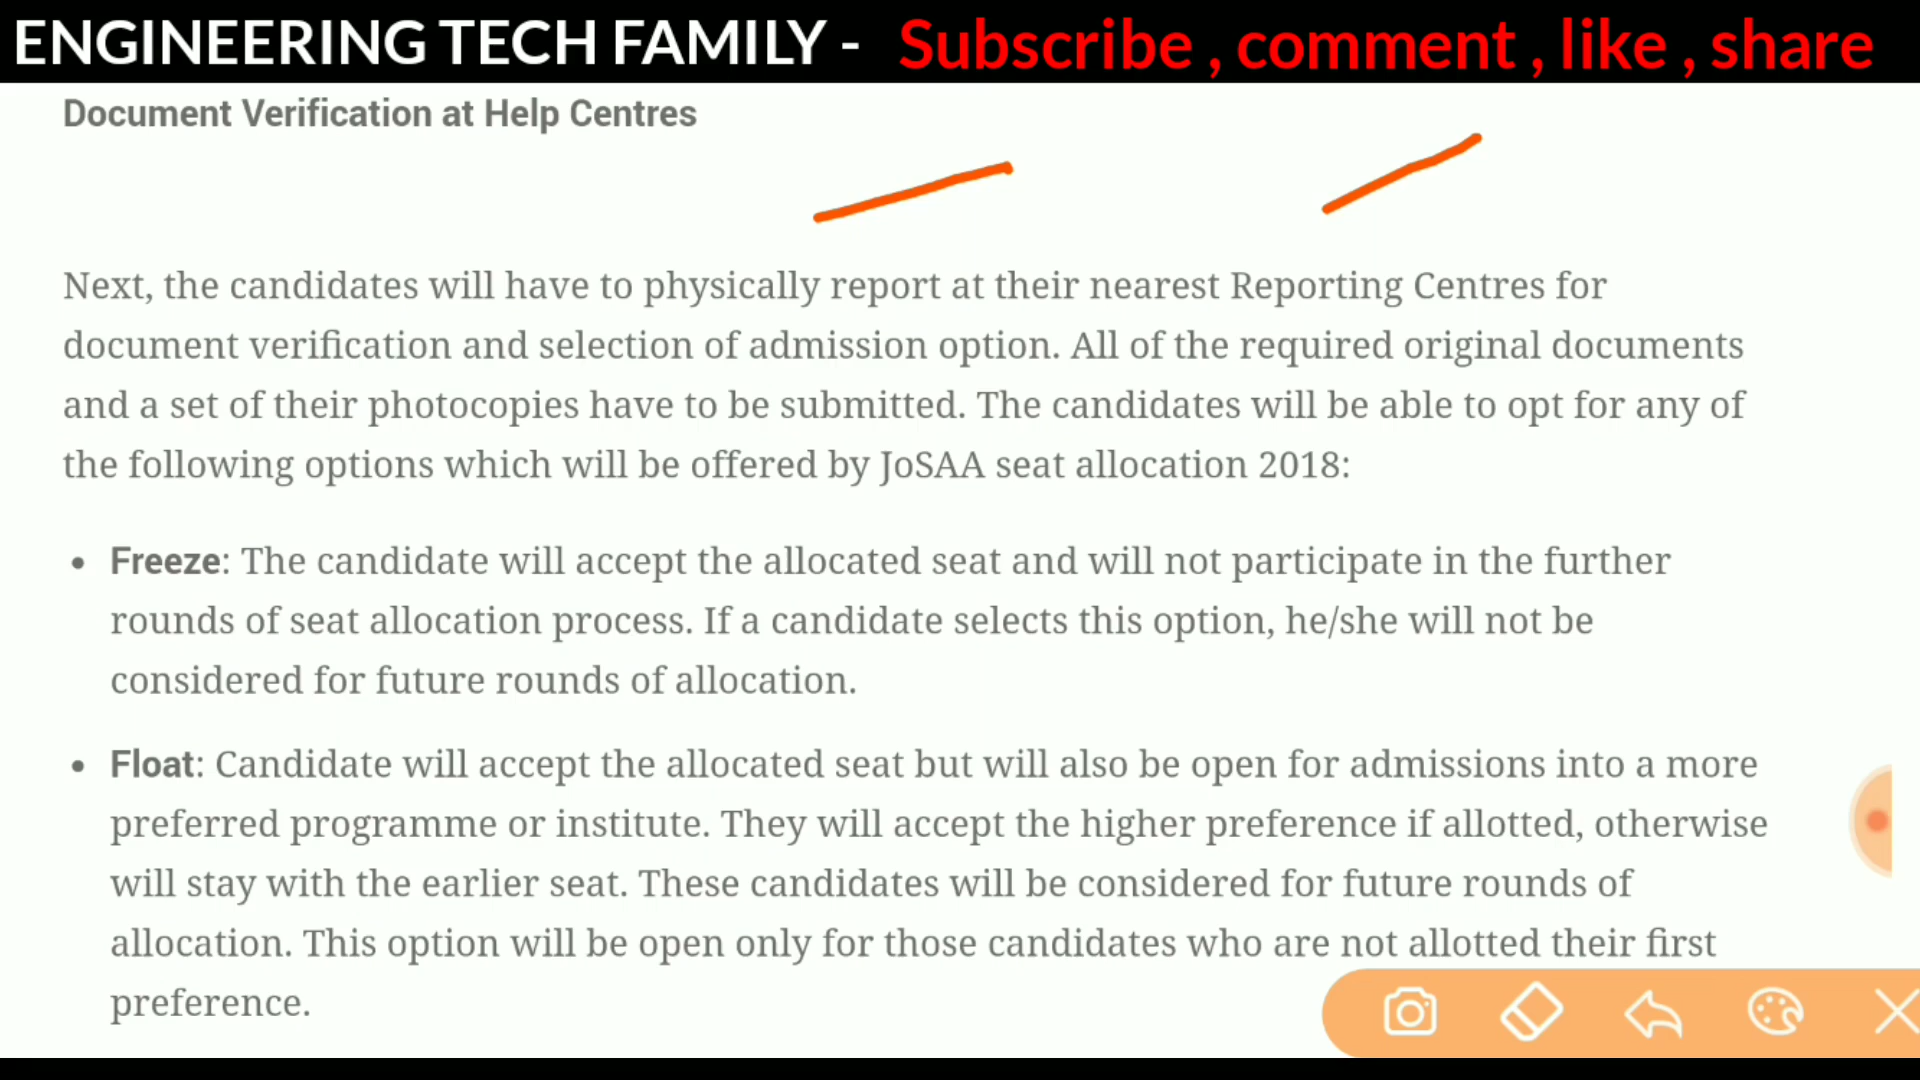 ENGINEERING TECH FAMILY - Subscribe , comment , like , share
Document Verification at Help Centres
Next, the candidates will have to physically report at their nearest Reporting Centres for
document verification and selection of admission option. All of the required original documents
and a set of their photocopies have to be submitted. The candidates will be able to opt for any of
the following options which will be offered by JoSAA seat allocation 2018:
• Freeze: The candidate will accept the allocated seat and will not participate in the further
rounds of seat allocation process. If a candidate selects this option, he/she will not be
considered for future rounds of allocation.
• Float: Candidate will accept the allocated seat but will also be open for admissions into a more
preferred programme or institute. They will accept the higher preference if allotted, otherwise
will stay with the earlier seat. These candidates will be considered for future rounds of
allocation. This option will be open only for those candidates who are not allotted their first
preference.